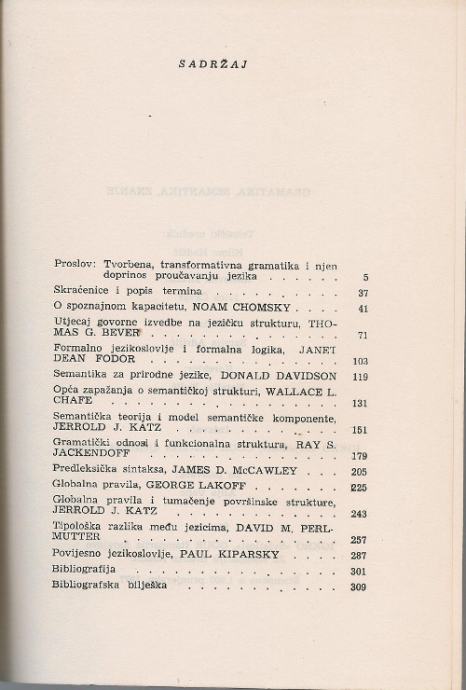 SADRŽAJ
Proslov: Tvorbena, transformativna gramatika i njen
doprinos proučavanju jezika . . . . . . . 5
Skraćenice i popis termina . . . . . . . . . 37
O spoznajnom kapacitetu, NOAM CHOMSKY . . . 41
Utjecaj govorne izvedbe na jezičku strukturu, THO-
MAS G. BEVER . . . . . . . . . . . . 71
Formalno jezikoslovlje i formalna logika, JANET
DEAN FODOR . . . . . . . . . . . . . 103
Semantika za prirodne jezike, DONALD DAVIDSON 119
Opća zapažanja o semantičkoj strukturi, WALLACE L.
CHAFE . . . . . . . . . . . . . . . 131
Semantička teorija i model semantičke komponente,
JERROLD J. KATZ . . . . . . . . . . . 151
Gramatički odnosi i funkcionalna struktura, RAY S.
JACKENDOFF . . . . . . . . . . . . . 179
Predleksička sintaksa, JAMES D. McCAWLEY . . . . 205
Globalna pravila, GEORGE LAKOFF . . . . . . 225
Globalna pravila i tumačenje površinske strukture,
JERROLD J. KATZ . . . . . . . . . . . 243
Tipološka razlika među jezicima, DAVID M. PERL-
MUTTER . . . . . . . . . . . . . . 257
Povijesno jezikoslovlje, PAUL KIPARSKY . . . . . 287
Bibliografija . . . . . . . . . . . . . . 301
Bibliografska bilješka . . . . . . . . . . . 309